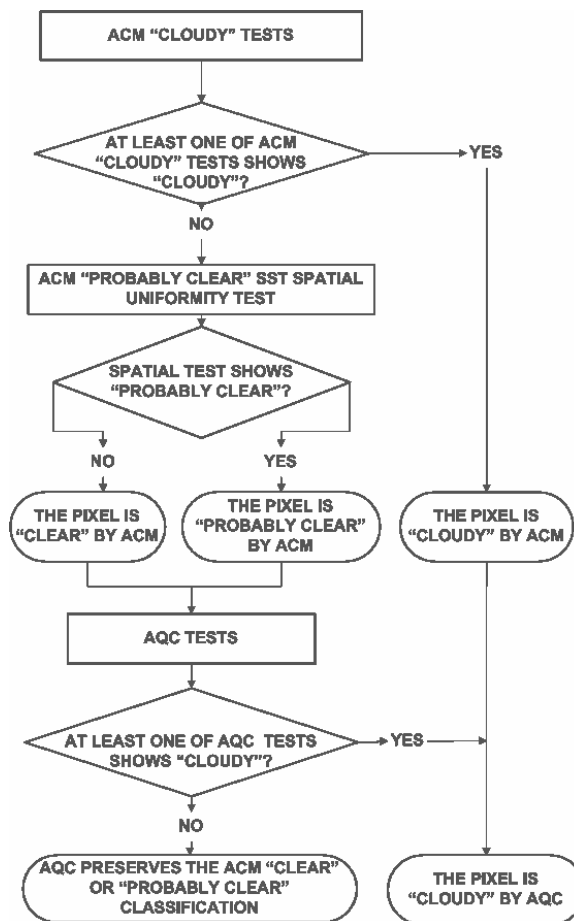 ACM “CLOUDY” TESTS
AT LEAST ONE OF ACM
“CLOUDY” TESTS SHOWS
“CLOUDY”?
YES
NO
ACM “PROBABLY CLEAR” SST SPATIAL
UNIFORMITY TEST
SPATIAL TEST SHOWS
“PROBABLY CLEAR”?
NO
YES
THE PIXEL IS
“CLEAR” BY ACM
THE PIXEL IS
“PROBABLY CLEAR”
BY ACM
THE PIXEL IS
“CLOUDY” BY ACM
AQC TESTS
AT LEAST ONE OF AQC TESTS
SHOWS “CLOUDY”?
YES
NO
AQC PRESERVES THE ACM “CLEAR”
OR “PROBABLY CLEAR”
CLASSIFICATION
THE PIXEL IS
“CLOUDY” BY AQC